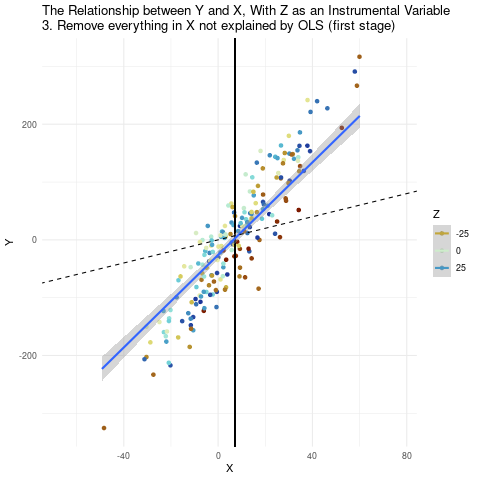 The Relationship between Y and X, With Z as an Instrumental Variable
3. Remove everything in X not explained by OLS (first stage)
Y
200
0
-200
-40
0
40
80
X
Z
-25
0
25